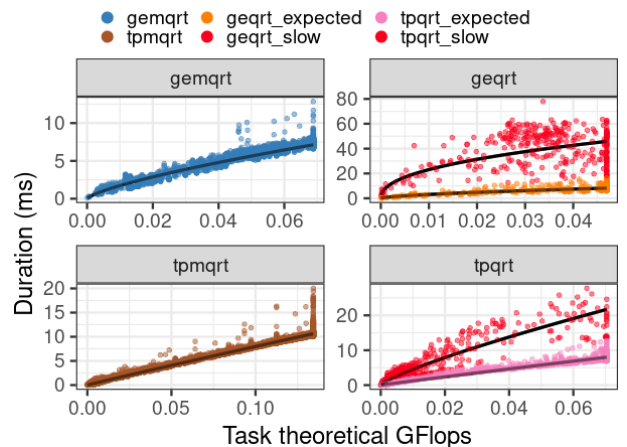 gemqrt geqrt_expected tpqrt_expected
tpmqrt geqrt_slow tpqrt_slow
gemqrt geqrt
10
5
0
0.00 0.02 0.04 0.06
80
60
40
20
0
0.00 0.01 0.02 0.03 0.04
Duration (ms)
tpmqrt tpqrt
20
15
10
5
0
0.00 0.05 0.10
20
10
0
0.00 0.02 0.04 0.06
Task theoretical GFlops